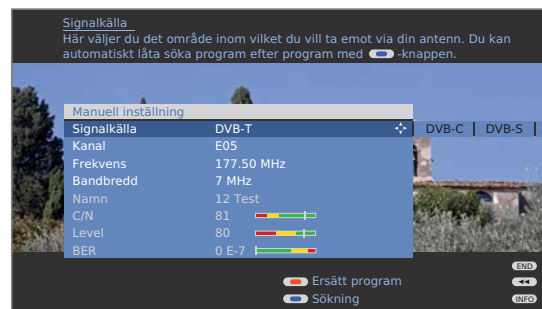 Signalkälla
Här väljer du det område inom vilket du vill ta emot via din antenn. Du kan
automatiskt låta söka program efter program med -knappen.
Manuell inställning
Signalkälla DVB-T DVB-C DVB-S
Kanal E05
Frekvens 177.50 MHz
Bandbredd 7 MHz
Namn 12 Test
C/N 81
Level 80
BER 0 E-7
END
Ersätt program
Sökning INFO